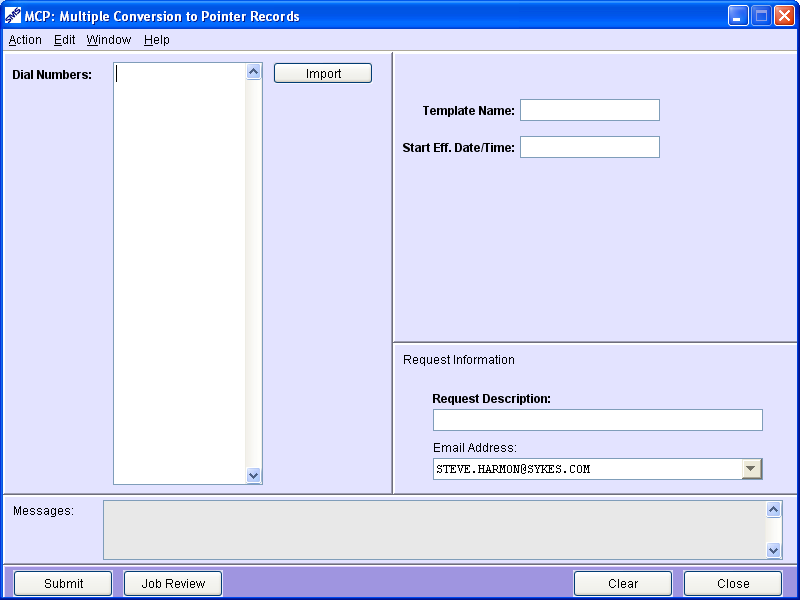 SMS MCP: Multiple Conversion to Pointer Records
Action Edit Window Help
Dial Numbers:
Import
Template Name:
Start Eff. Date/Time:
Request Information
Request Description:
Email Address:
STEVE.HARMON@SYKES.COM
Messages:
Submit Job Review Clear Close